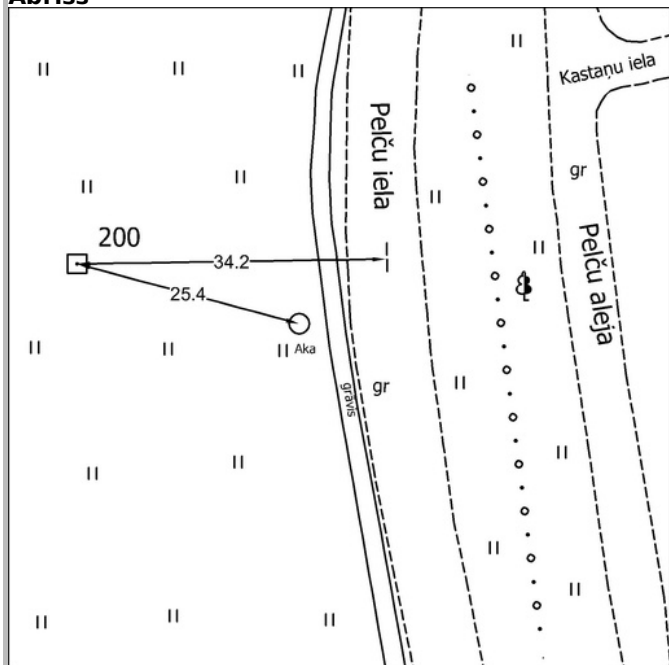 Abriss
Kastaņu iela
Pelču iela
gr
200
Pelču aleja
34.2
25.4
Aka
gr
grāvis